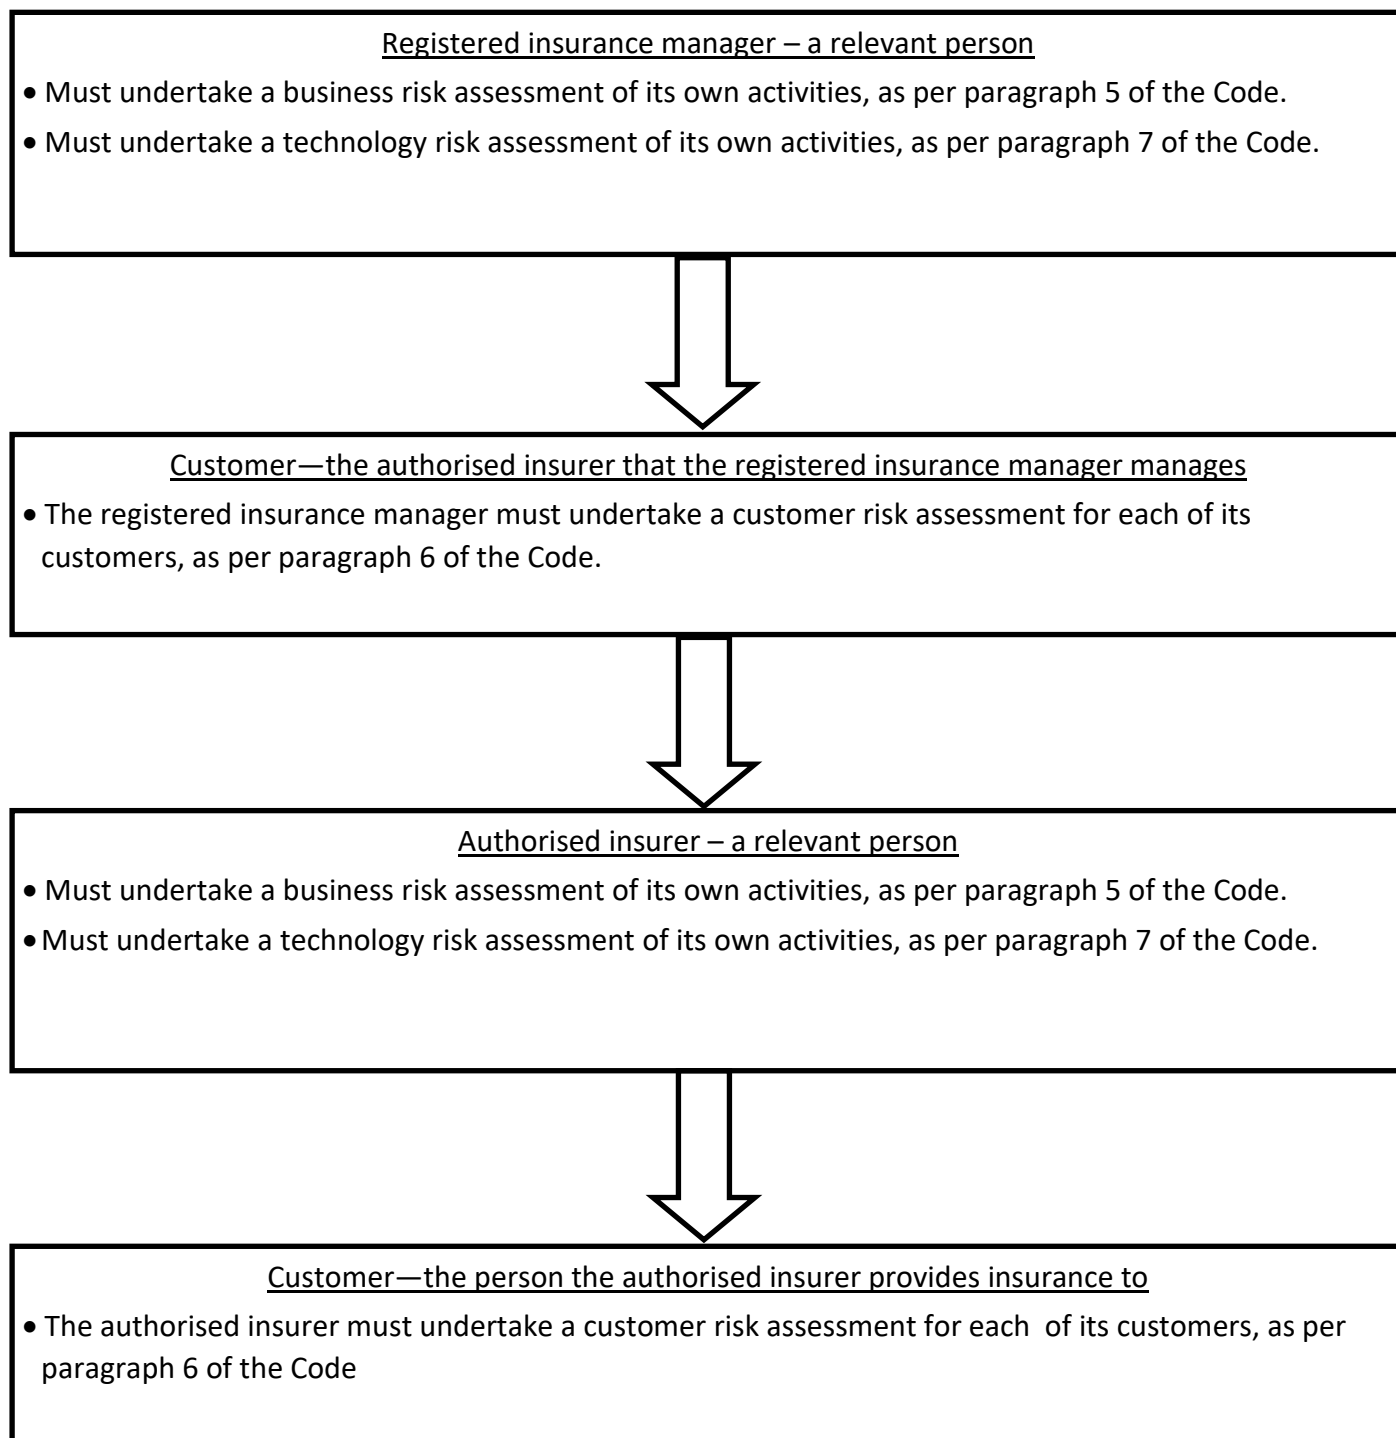 Registered insurance manager – a relevant person
• Must undertake a business risk assessment of its own activities, as per paragraph 5 of the Code.
• Must undertake a technology risk assessment of its own activities, as per paragraph 7 of the Code.
Customer—the authorised insurer that the registered insurance manager manages
• The registered insurance manager must undertake a customer risk assessment for each of its
customers, as per paragraph 6 of the Code.
Authorised insurer – a relevant person
• Must undertake a business risk assessment of its own activities, as per paragraph 5 of the Code.
• Must undertake a technology risk assessment of its own activities, as per paragraph 7 of the Code.
Customer—the person the authorised insurer provides insurance to
• The authorised insurer must undertake a customer risk assessment for each  of its customers, as per
paragraph 6 of the Code